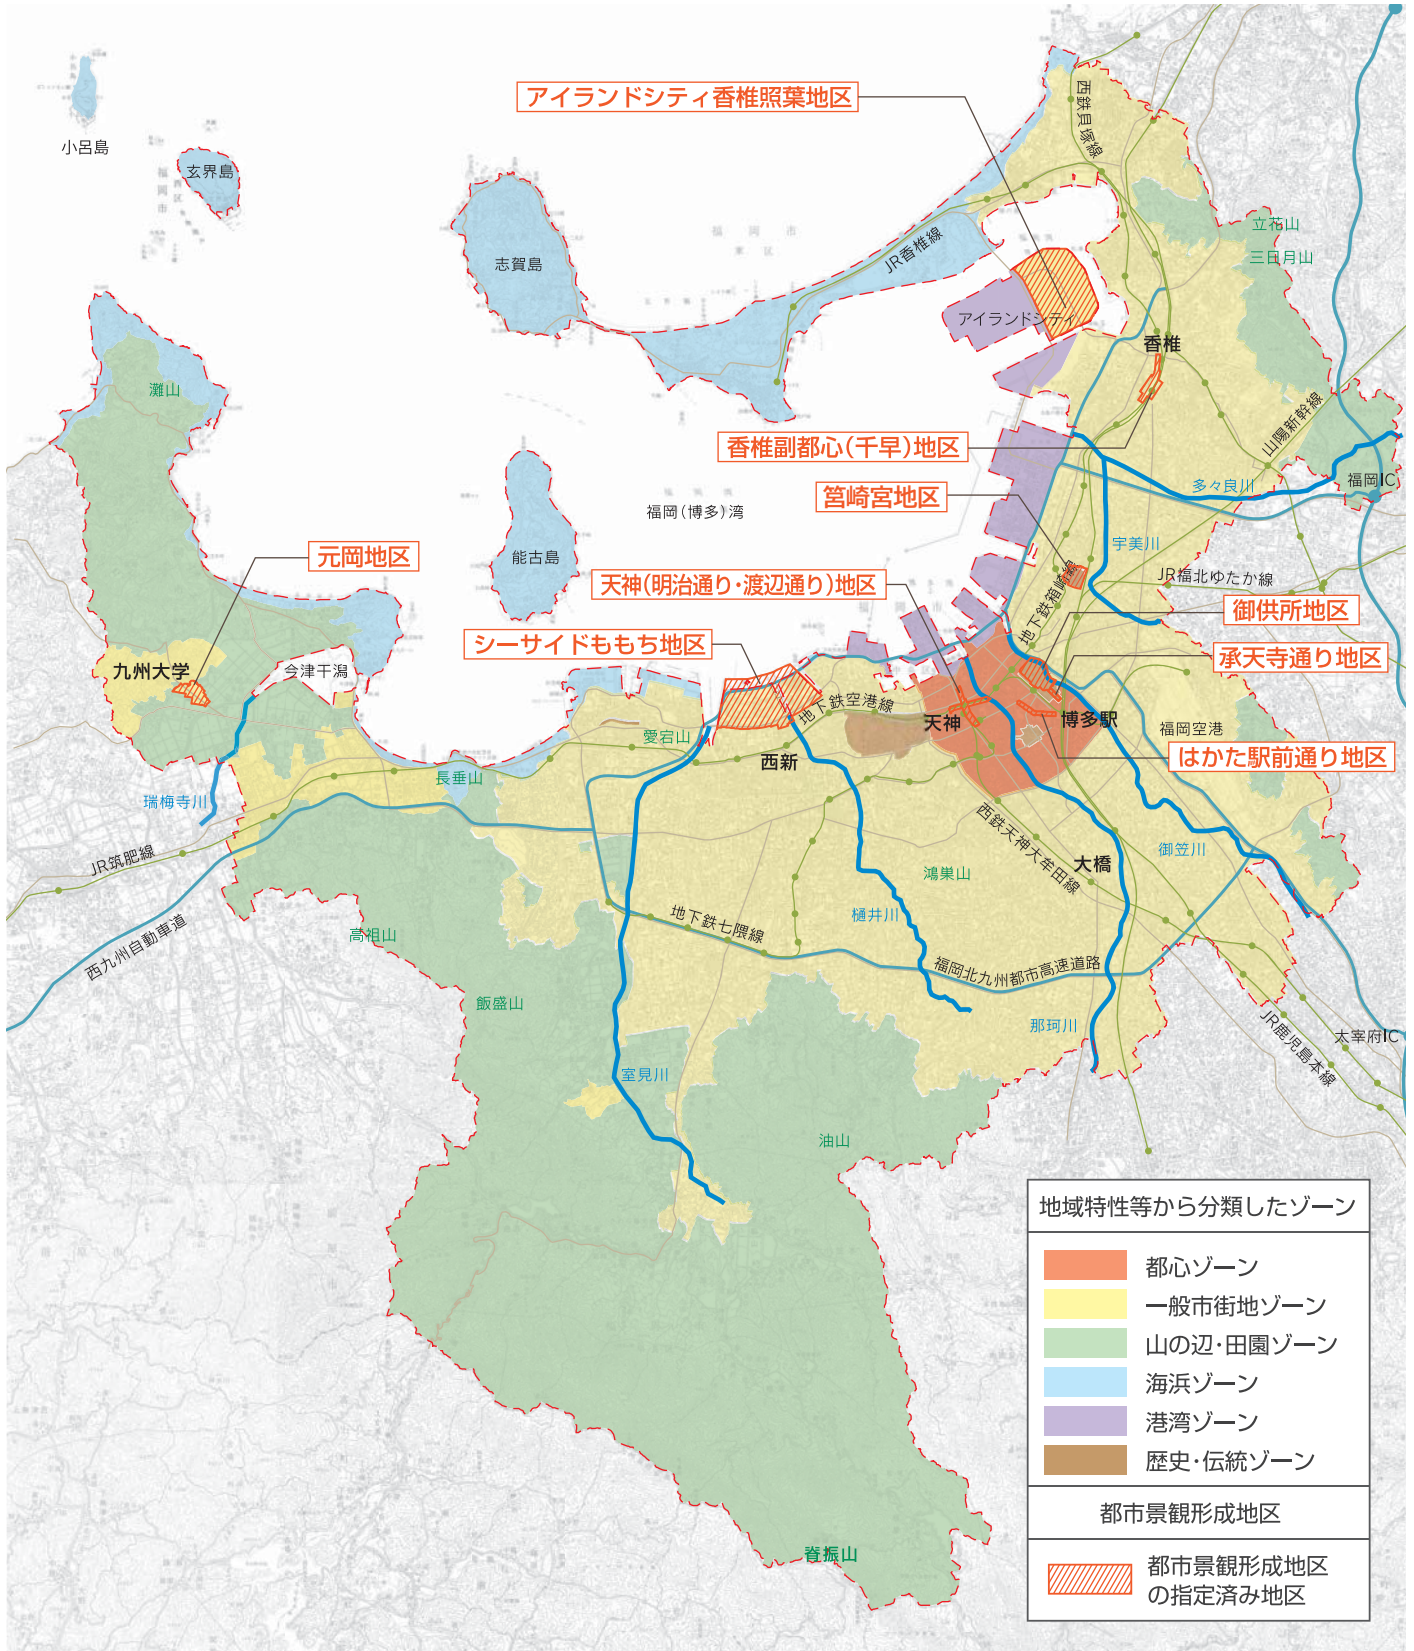 アイランドシティ香椎照葉地区
西鉄貝塚線
小呂島
玄界島
福岡市
西区
立花山
三日月山
福岡市
東区
JR香椎線
志賀島
アイランドシティ
香椎
灘山
山陽新幹線
香椎副都心(千早)地区
多々良川
福岡IC
筥崎宮地区
福岡(博多)湾
宇美川
元岡地区
能古島
天神(明治通り・渡辺通り)地区
JR福北ゆたか線
地下鉄箱崎線
御供所地区
シーサイドももち地区
承天寺通り地区
九州大学
今津干潟
地下鉄空港線
天神
博多駅
福岡空港
愛宕山
西新
はかた駅前通り地区
長垂山
瑞梅寺川
西鉄天神大牟田線
御笠川
JR筑肥線
大橋
鴻巣山
樋井川
地下鉄七隈線
西九州自動車道
高祖山
福岡北九州都市高速道路
飯盛山
那珂川
JR鹿児島本線
太宰府IC
室見川
油山
脊振山
地域特性等から分類したゾーン
都心ゾーン
一般市街地ゾーン
山の辺・田園ゾーン
海浜ゾーン
港湾ゾーン
歴史・伝統ゾーン
都市景観形成地区
都市景観形成地区
の指定済み地区